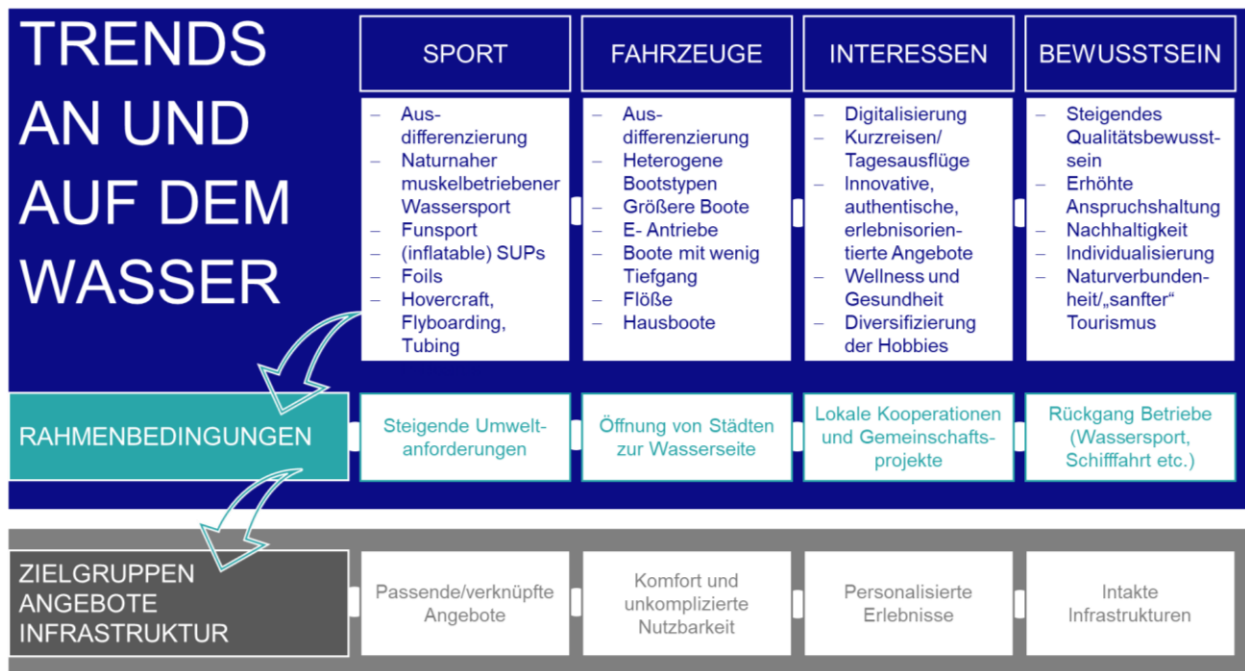 TRENDS
AN UND
AUF DEM
WASSER
SPORT
– Aus-
differenzierung
– Naturnaher
muskelbetriebener
Wassersport
– Funsport
– (inflatable) SUPs
– Foils
– Hovercraft,
Flyboarding,
Tubing
FAHRZEUGE
– Aus-
differenzierung
– Heterogene
Bootstypen
– Größere Boote
– E- Antriebe
– Boote mit wenig
Tiefgang
– Flöße
– Hausboote
INTERESSEN
– Digitalisierung
– Kurzreisen/
Tagesausflüge
– Innovative,
authentische,
erlebnisorien-
tierte Angebote
– Wellness und
Gesundheit
– Diversifizierung
der Hobbies
BEWUSSTSEIN
– Steigendes
Qualitätsbewusst-
sein
– Erhöhte
Anspruchshaltung
– Nachhaltigkeit
– Individualisierung
– Naturverbunden-
heit/„sanfter“
Tourismus
RAHMENBEDINGUNGEN
Steigende Umwelt-
anforderungen
Öffnung von Städten
zur Wasserseite
Lokale Kooperationen
und Gemeinschafts-
projekte
Rückgang Betriebe
(Wassersport,
Schifffahrt etc.)
ZIELGRUPPEN
ANGEBOTE
INFRASTRUKTUR
Passende/verknüpfte
Angebote
Komfort und
unkomplizierte
Nutzbarkeit
Personalisierte
Erlebnisse
Intakte
Infrastrukturen